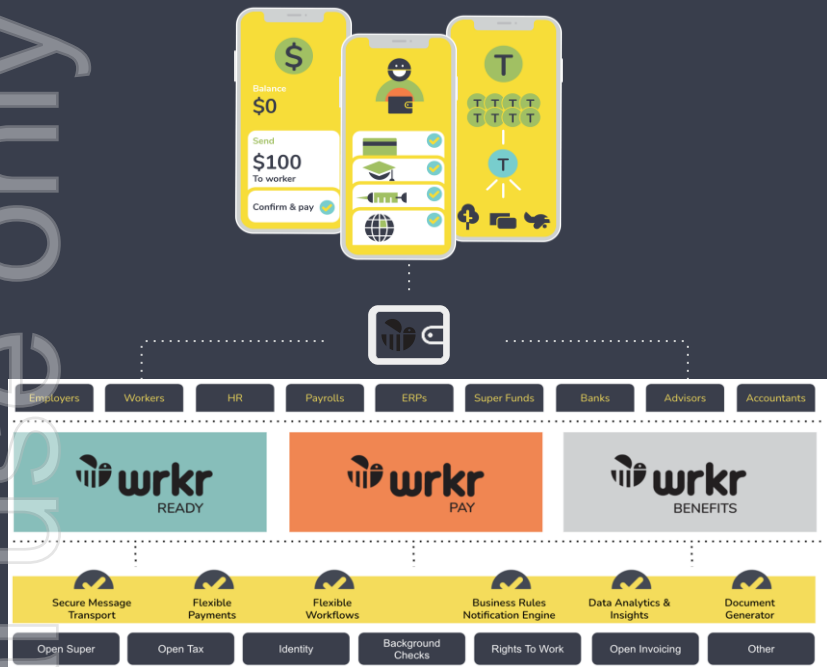 $
Balance
$0
Send
$100
To worker
Confirm & pay
T
T T T T
T T T T
T
Employers
Workers
HR
Payrolls
ERPs
Super Funds
Banks
Advisors
Accountants
wrkr
READY
wrkr
PAY
wrkr
BENEFITS
Secure Message
Transport
Flexible
Payments
Flexible
Workflows
Business Rules
Notification Engine
Data Analytics &
Insights
Document
Generator
Open Super
Open Tax
Identity
Background
Checks
Rights To Work
Open Invoicing
Other
use only